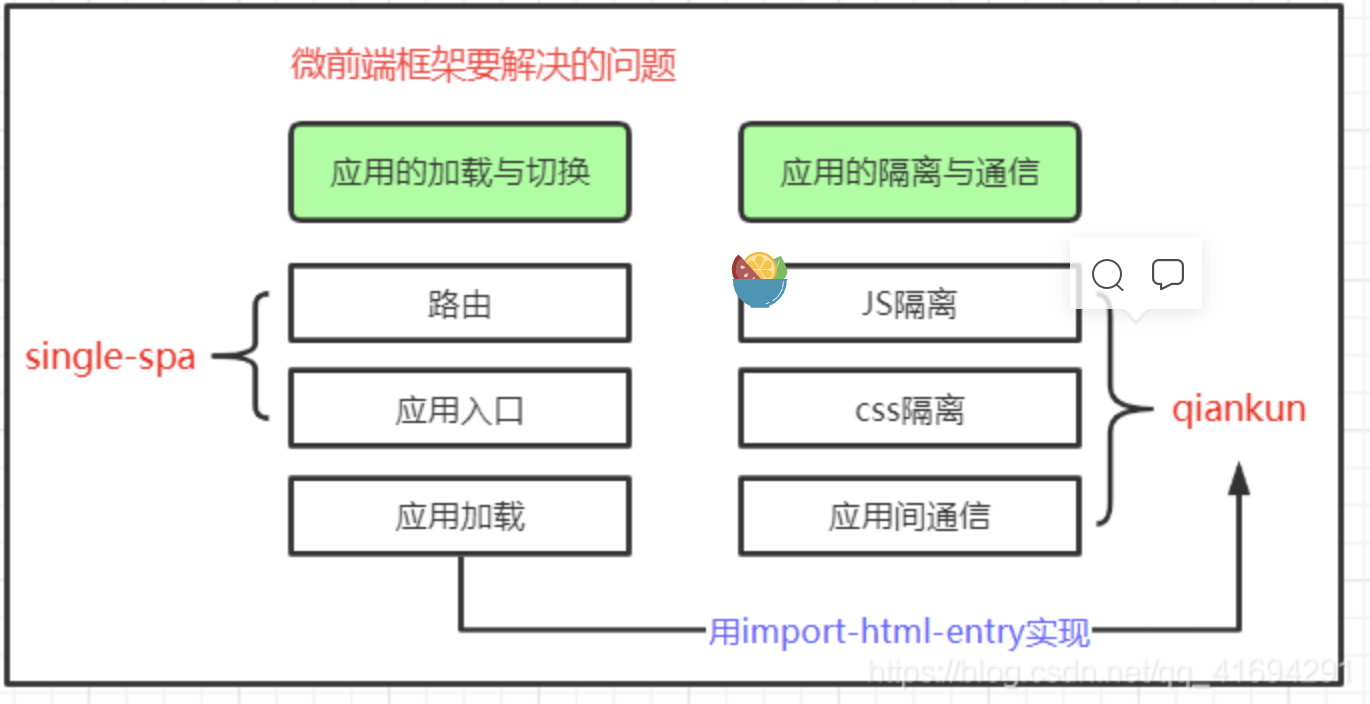 微前端框架要解决的问题
应用的加载与切换
应用的隔离与通信
single-spa
路由
应用入口
应用加载
JS隔离
css隔离
应用间通信
qiankun
用import-html-entry实现
https://blog.csdn.net/qq_41694291